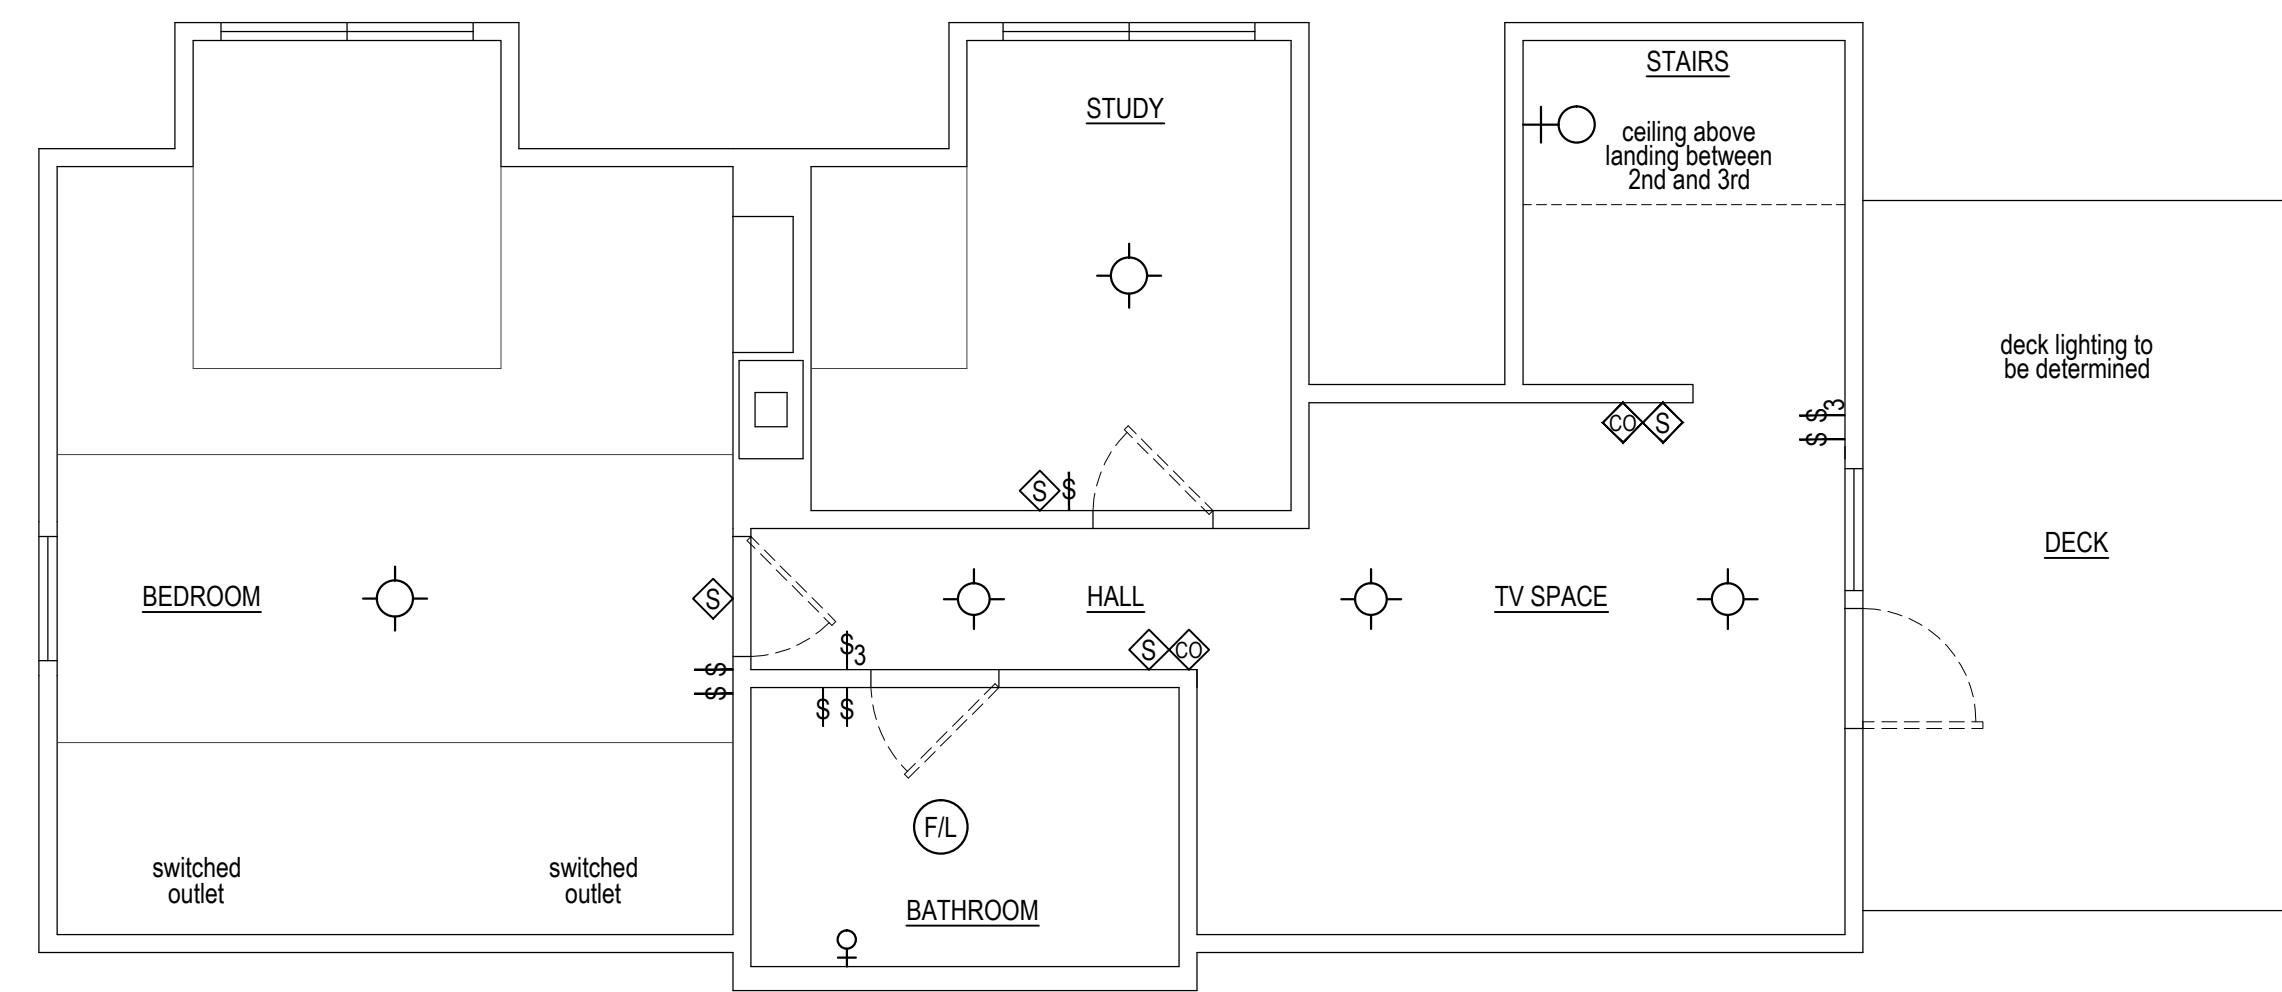 STAIRS
STUDY
ceiling above
landing between
2nd and 3rd
deck lighting to
be determined
$3
$
CO S
S $
DECK
BEDROOM
S
HALL
TV SPACE
$3
S CO
$
$
$ $
F/L
switched
outlet
switched
outlet
BATHROOM